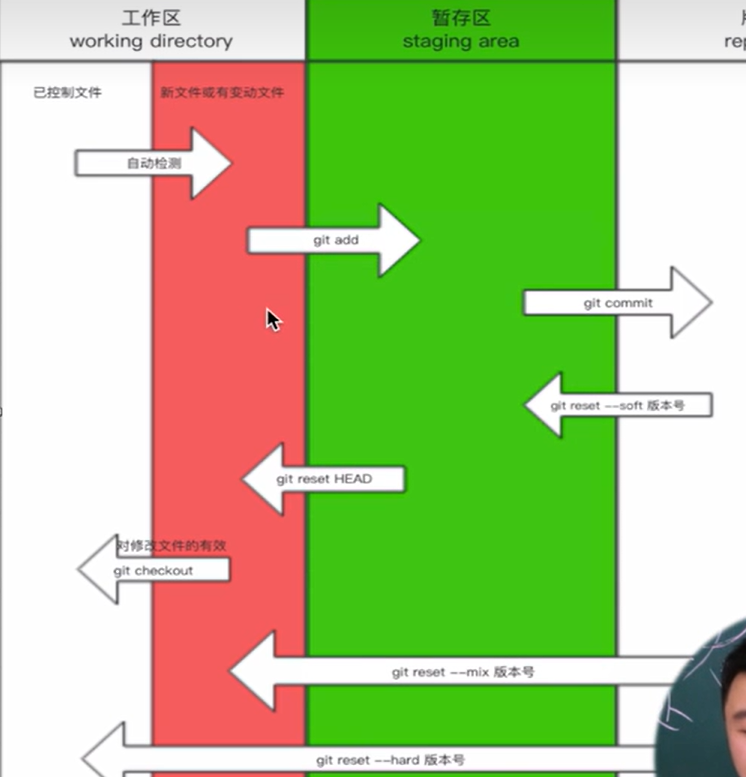 工作区
working directory
暂存区
staging area
rep
已控制文件
新文件或有变动文件
自动检测
git add
git commit
git reset --soft 版本号
git reset HEAD
对修改文件的有效
git checkout
git reset --mix 版本号
git reset --hard 版本号